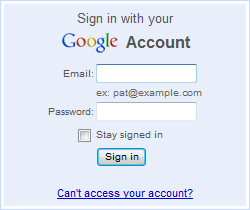 Sign in with your
Google Account
Email:
ex: pat@example.com
Password:
Stay signed in
Sign in
Can't access your account?